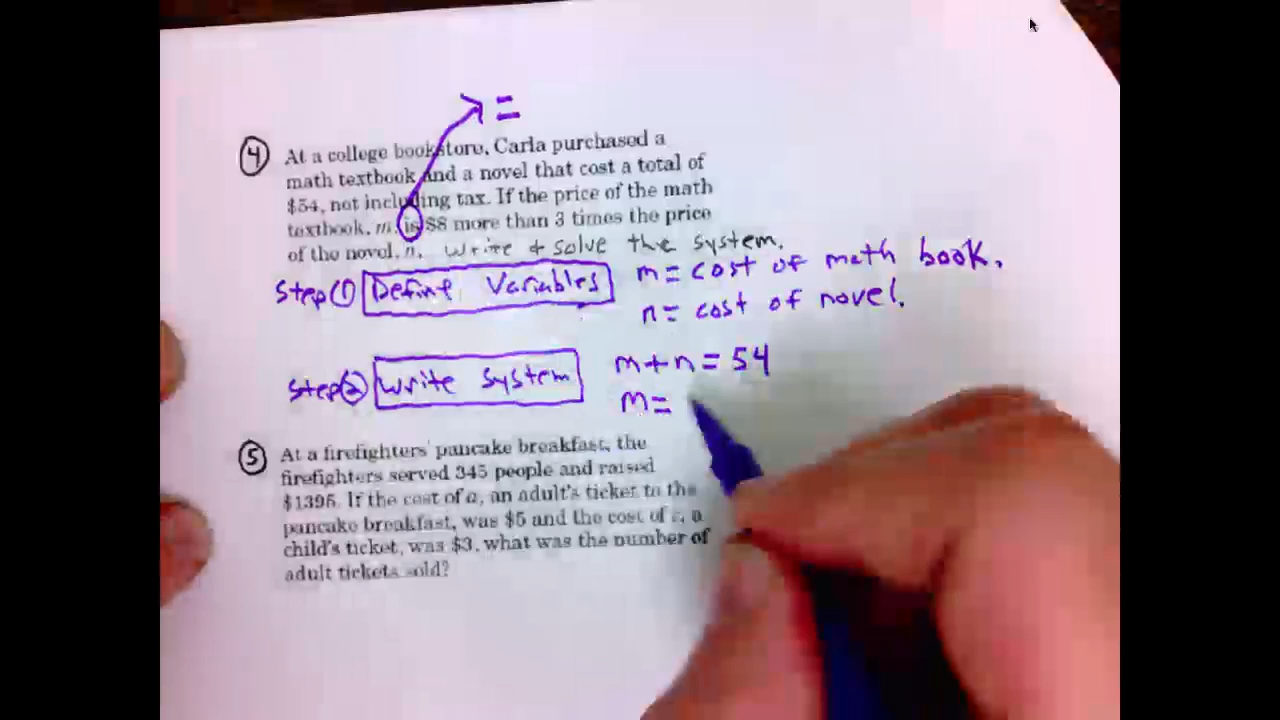 =
4 At a college bookstore, Carla purchased a
math textbook and a novel that cost a total of
$54, not including tax. If the price of the math
textbook, m, is $8 more than 3 times the price
of the novel, n, write + solve the system.
Step 1 Define Variables m = cost of math book.
n = cost of novel.
Step 2 Write System m + n = 54
m =
5 At a firefighters' pancake breakfast, the
firefighters served 345 people and raised
$1395. If the cost of a, an adult's ticket to the
pancake breakfast, was $5 and the cost of c, a
child's ticket, was $3, what was the number of
adult tickets sold?